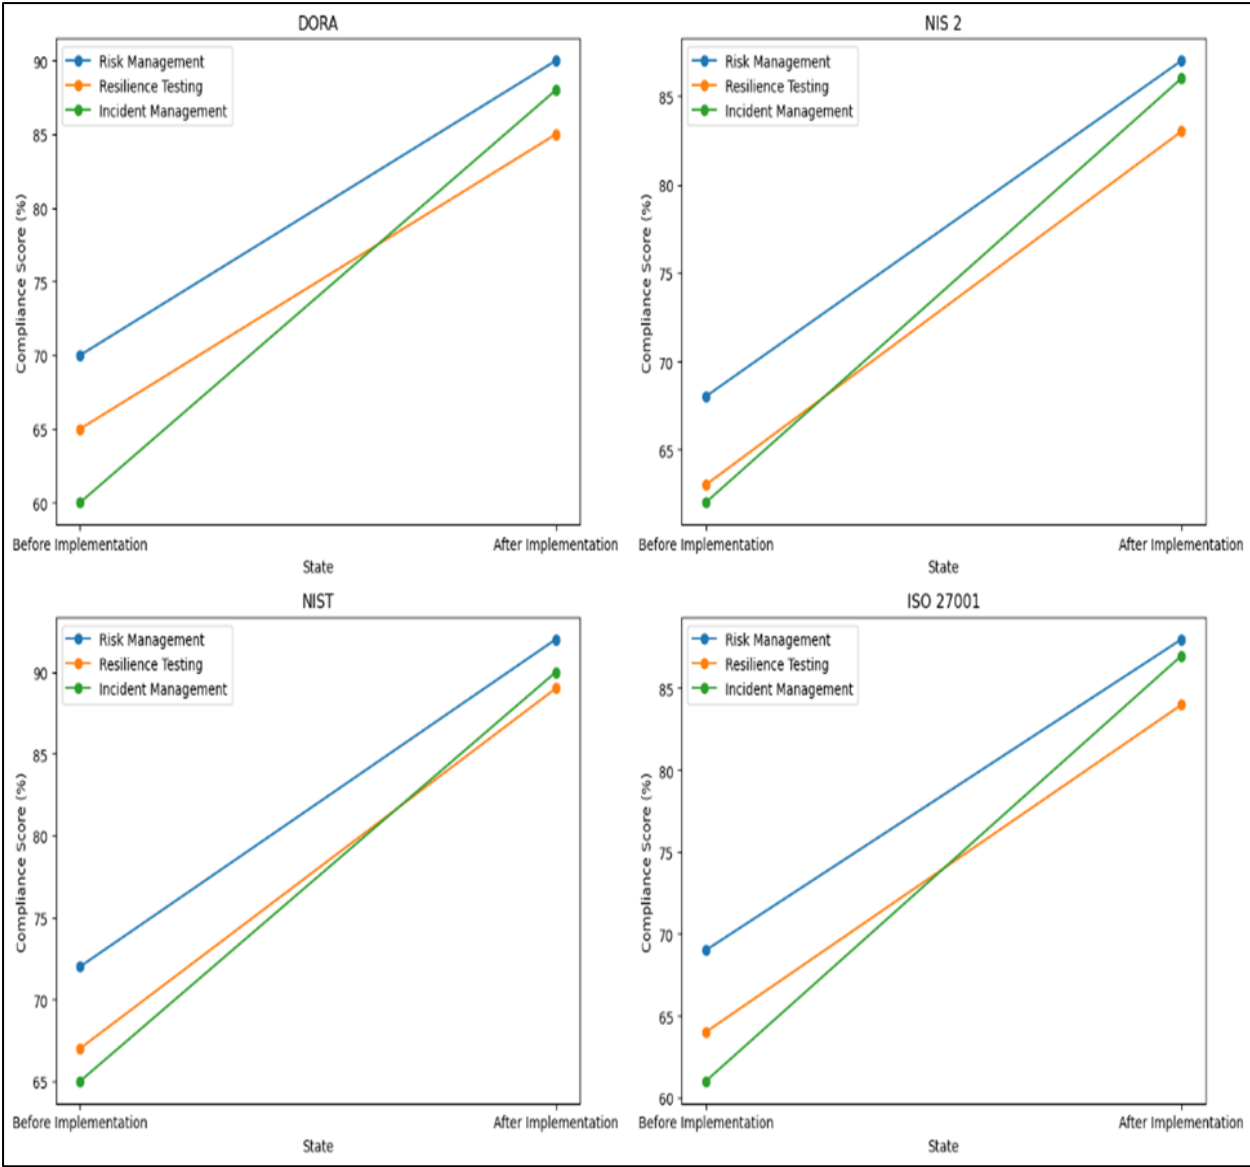 DORA
Risk Management
Resilience Testing
Incident Management
90
85
80
75
70
65
60
Compliance Score (%)
Before Implementation
After Implementation
State
NIS 2
Risk Management
Resilience Testing
Incident Management
85
80
75
70
65
Compliance Score (%)
Before Implementation
After Implementation
State
NIST
Risk Management
Resilience Testing
Incident Management
90
85
80
75
70
65
Compliance Score (%)
Before Implementation
After Implementation
State
ISO 27001
Risk Management
Resilience Testing
Incident Management
85
80
75
70
65
60
Compliance Score (%)
Before Implementation
After Implementation
State